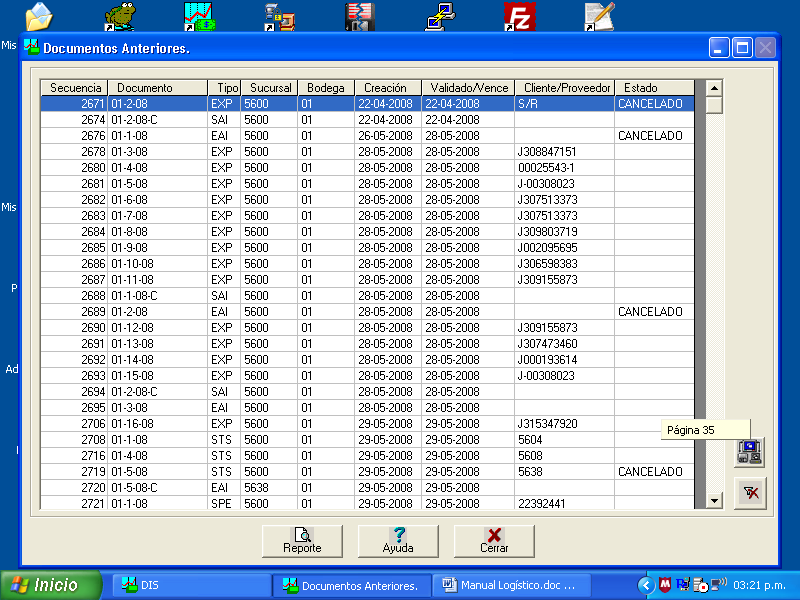 Mis
Documentos Anteriores.
Secuencia Documento Tipo Sucursal Bodega Creación Validado/Vence Cliente/Proveedor Estado
2671 01-2-08 EXP 5600 01 22-04-2008 22-04-2008 S/R CANCELADO
2674 01-2-08-C SAI 5600 01 22-04-2008 22-04-2008
2676 01-1-08 EAI 5600 01 26-05-2008 28-05-2008 CANCELADO
2678 01-3-08 EXP 5600 01 28-05-2008 28-05-2008 J308847151
2680 01-4-08 EXP 5600 01 28-05-2008 28-05-2008 00025543-1
2681 01-5-08 EXP 5600 01 28-05-2008 28-05-2008 J-00308023
2682 01-6-08 EXP 5600 01 28-05-2008 28-05-2008 J307513373
2683 01-7-08 EXP 5600 01 28-05-2008 28-05-2008 J307513373
Mis
2684 01-8-08 EXP 5600 01 28-05-2008 28-05-2008 J309803719
2685 01-9-08 EXP 5600 01 28-05-2008 28-05-2008 J002095695
2686 01-10-08 EXP 5600 01 28-05-2008 28-05-2008 J306598383
2687 01-11-08 EXP 5600 01 28-05-2008 28-05-2008 J309155873
P
2688 01-1-08-C SAI 5600 01 28-05-2008 28-05-2008
2689 01-2-08 EAI 5600 01 28-05-2008 28-05-2008 CANCELADO
2690 01-12-08 EXP 5600 01 28-05-2008 28-05-2008 J309155873
2691 01-13-08 EXP 5600 01 28-05-2008 28-05-2008 J307473460
2692 01-14-08 EXP 5600 01 28-05-2008 28-05-2008 J000193614
Ad
2693 01-15-08 EXP 5600 01 28-05-2008 28-05-2008 J-00308023
2694 01-2-08-C SAI 5600 01 28-05-2008 28-05-2008
2695 01-3-08 EAI 5600 01 28-05-2008 28-05-2008
2706 01-16-08 EXP 5600 01 29-05-2008 29-05-2008 J315347920
Página 35
2708 01-1-08 STS 5600 01 29-05-2008 29-05-2008 5604
2716 01-4-08 STS 5600 01 29-05-2008 29-05-2008 5608
2719 01-5-08 STS 5600 01 29-05-2008 29-05-2008 5638 CANCELADO
2720 01-5-08-C EAI 5638 01 29-05-2008 29-05-2008
2721 01-1-08 SPE 5600 01 29-05-2008 29-05-2008 22392441
Reporte Ayuda Cerrar
Inicio DIS Documentos Anteriores. Manual Logístico.doc ... 03:21 p.m.